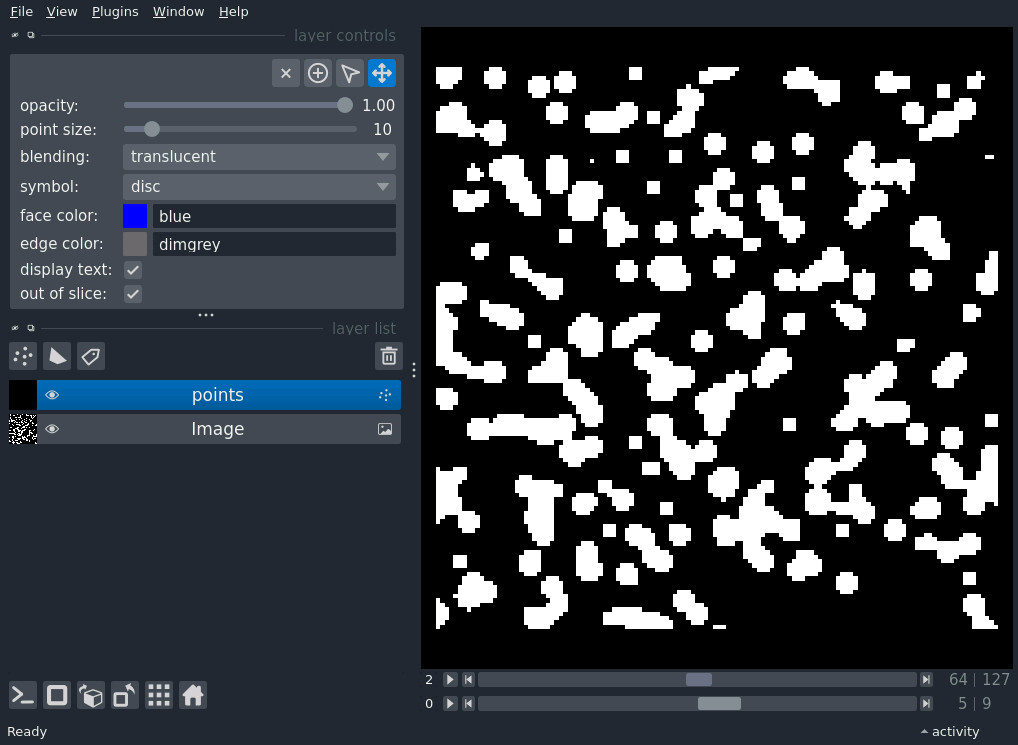 File View Plugins Window Help
layer controls
opacity: 1.00
point size: 10
blending: translucent
symbol: disc
face color: blue
edge color: dimgrey
display text:
out of slice:
layer list
points
Image
2 64 | 127
0 5 | 9
Ready activity